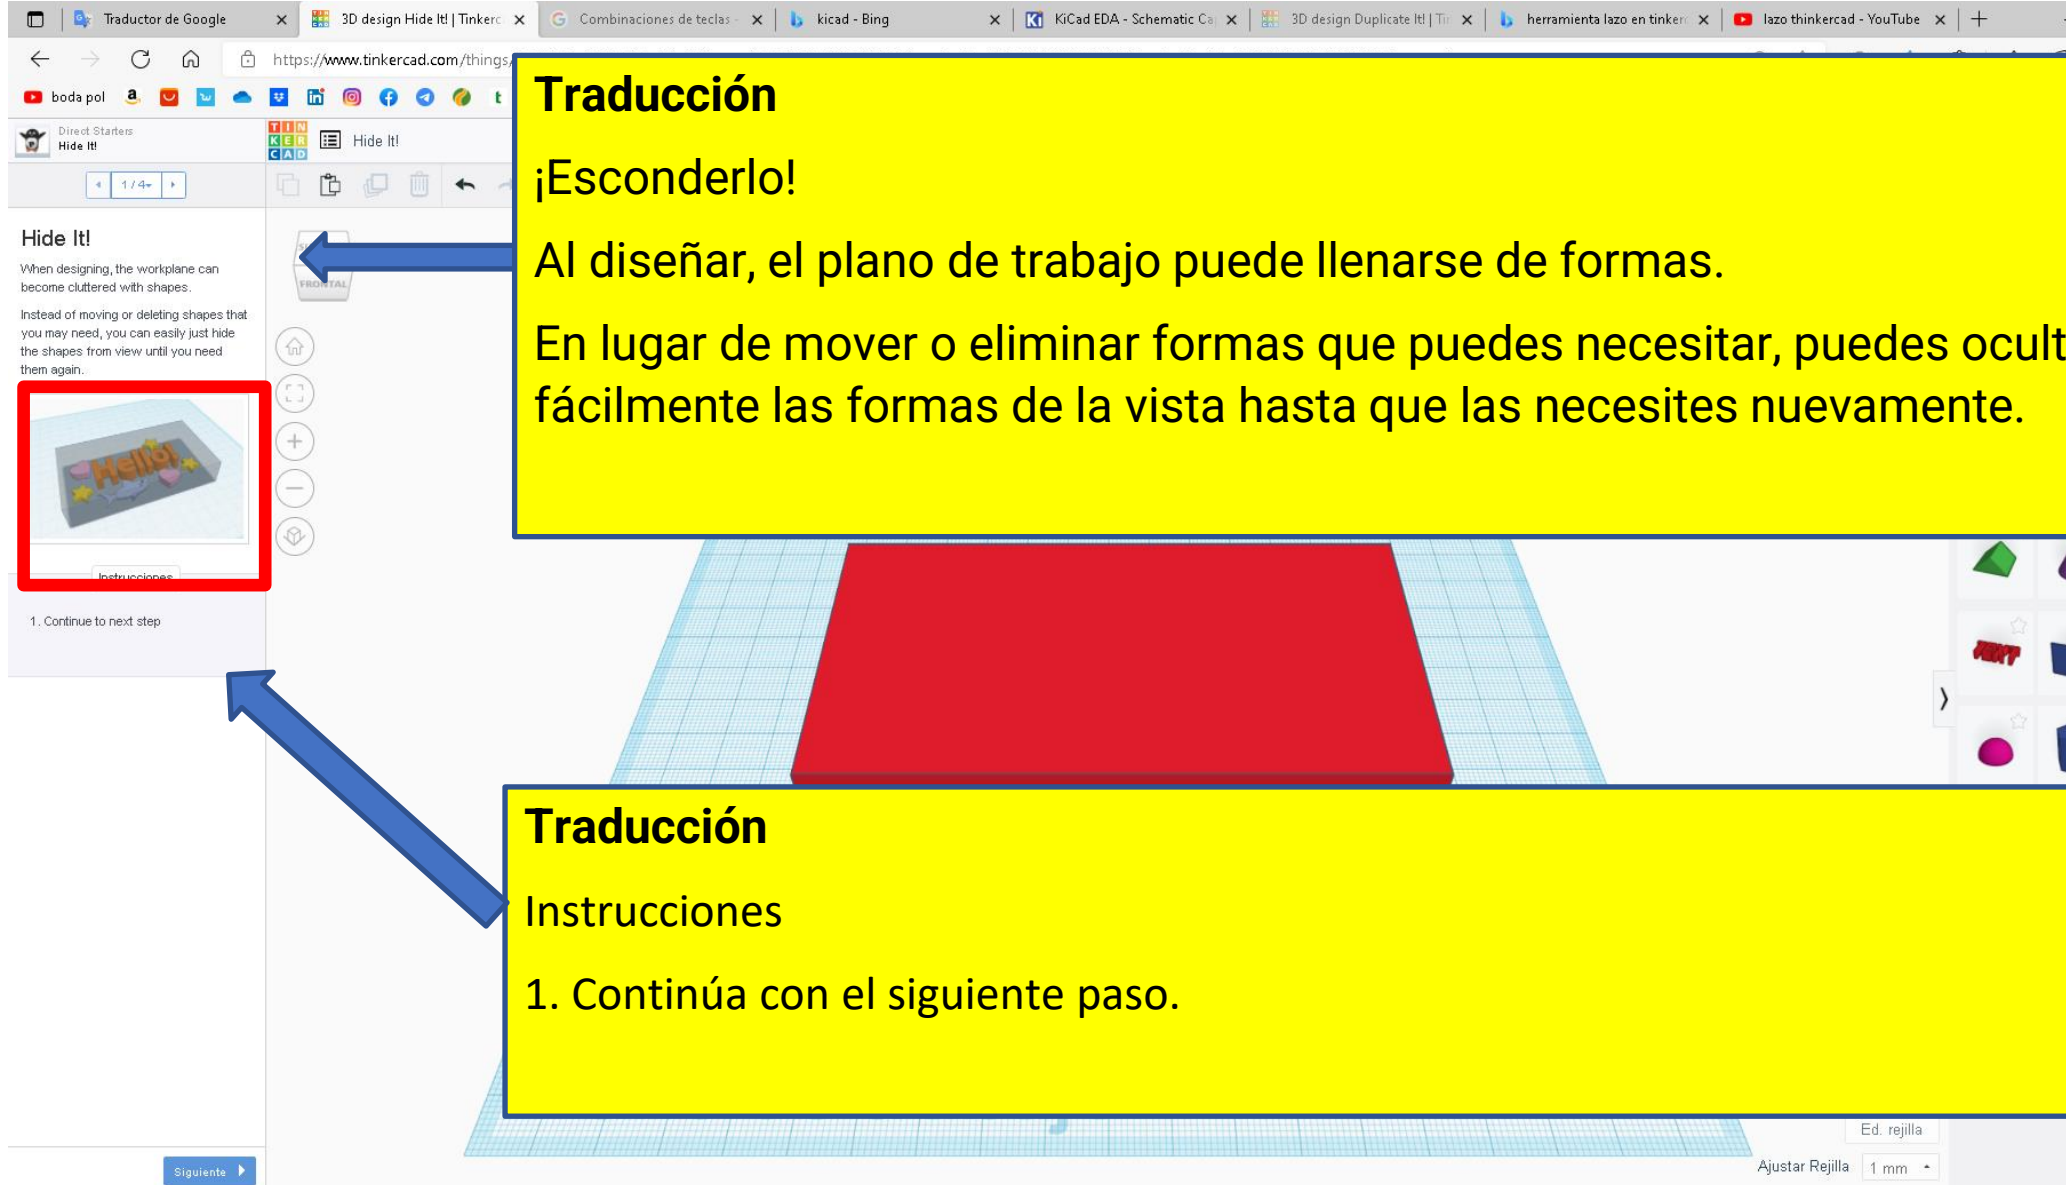 Traductor de Google
3D design Hide It! | Tinkerc
Combinaciones de teclas -
kicad - Bing
KiCad EDA - Schematic Ca
3D design Duplicate It! | Ti
herramienta lazo en tinkerc
lazo thinkercad - YouTube
https://www.tinkercad.com/things/
boda pol
Direct Starters
Hide It!
TIN
KER
CAD
Hide It!
1 / 4
Hide It!
When designing, the workplane can
become cluttered with shapes.
Instead of moving or deleting shapes that
you may need, you can easily just hide
the shapes from view until you need
them again.
Hello!
Instrucciones
1. Continue to next step
Siguiente
FRONTAL
Traducción
¡Esconderlo!
Al diseñar, el plano de trabajo puede llenarse de formas.
En lugar de mover o eliminar formas que puedes necesitar, puedes ocult
fácilmente las formas de la vista hasta que las necesites nuevamente.
TEXT
Traducción
Instrucciones
1. Continúa con el siguiente paso.
Ed. rejilla
Ajustar Rejilla 1 mm